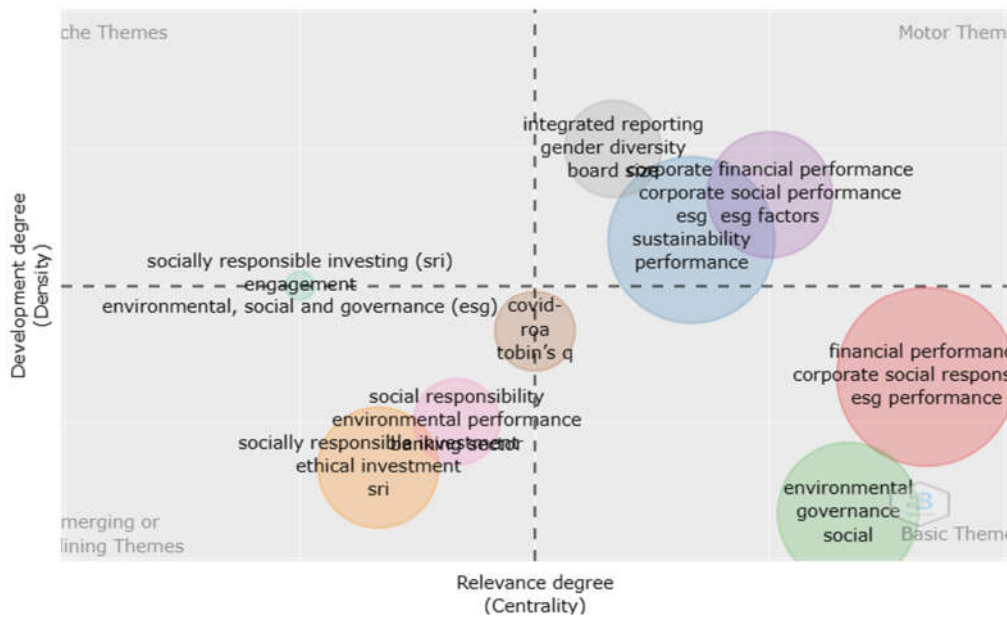 che Themes
Motor Them
integrated reporting
gender diversity
board size
corporate financial performance
corporate social performance
esg factors
esg
sustainability
performance
socially responsible investing (sri)
engagement
environmental, social and governance (esg)
covid-
roa
tobin's q
financial performanc
corporate social respons
esg performance
social responsibility
environmental performance
banking sector
socially responsible investment
ethical investment
sri
environmental
governance
social
merging or
lining Themes
Basic Theme
Development degree
(Density)
Relevance degree
(Centrality)